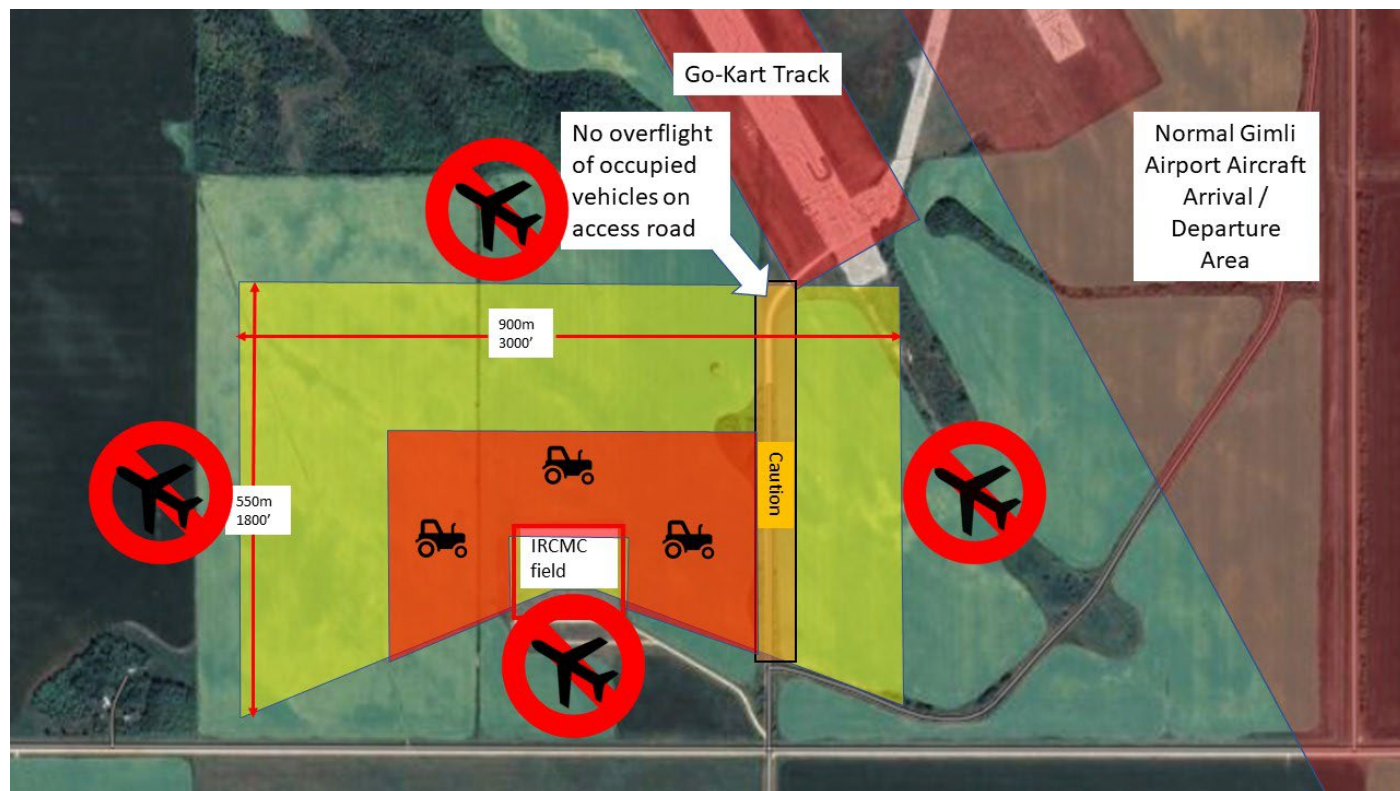 Go-Kart Track
No overflight
of occupied
vehicles on
access road
Normal Gimli
Airport Aircraft
Arrival /
Departure
Area
900m
3000’
550m
1800’
Caution
IRCMC
field